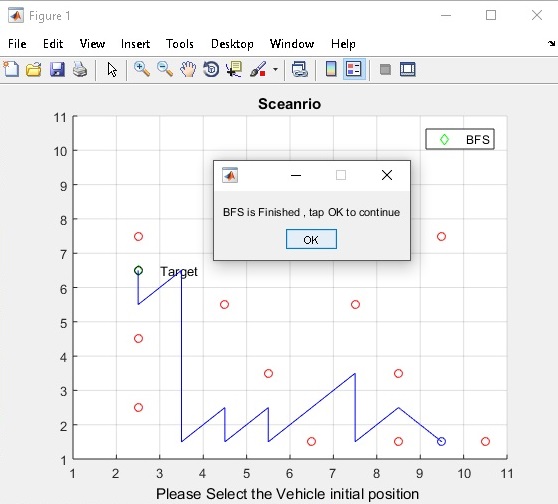 Figure 1
File Edit View Insert Tools Desktop Window Help
Sceanrio
11
10
9
8
7
6
5
4
3
2
1
BFS
BFS is Finished , tap OK to continue
OK
Target
1 2 3 4 5 6 7 8 9 10 11
Please Select the Vehicle initial position